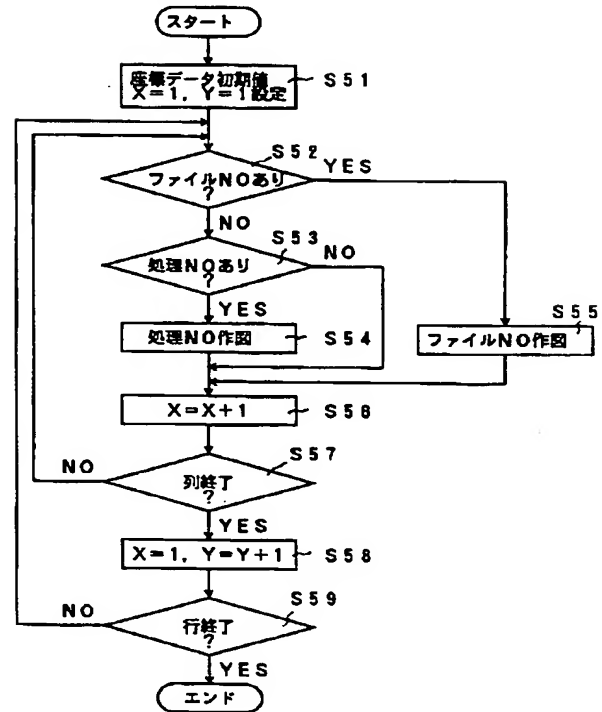 スタート
座標データ初期値
X=1, Y=1設定
S51
S52
ファイルNOあり
?
YES
NO
S53
処理NOあり
?
NO
YES
処理NO作図
S54
S55
ファイルNO作図
X=X+1
S56
S57
NO
列終了
?
YES
X=1, Y=Y+1
S58
S59
NO
行終了
?
YES
エンド